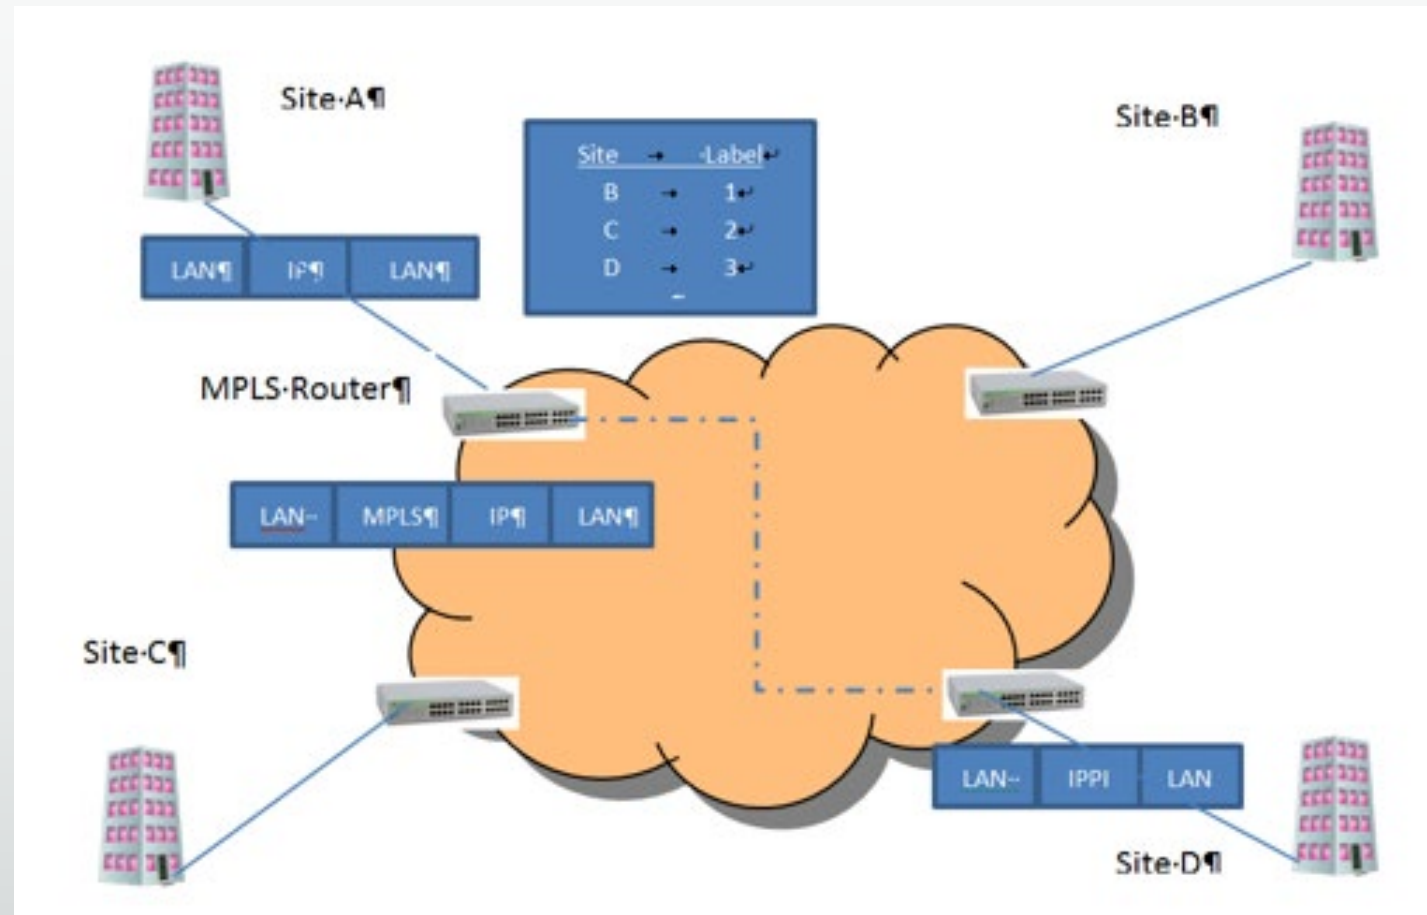 Site·A¶
Site·B¶
Site → ·Label↵
B → 1↵
C → 2↵
D → 3↵
LAN¶ IP¶ LAN¶
MPLS·Router¶
LAN·· MPLS¶ IP¶ LAN¶
Site·C¶
LAN·· IPPI LAN
Site·D¶